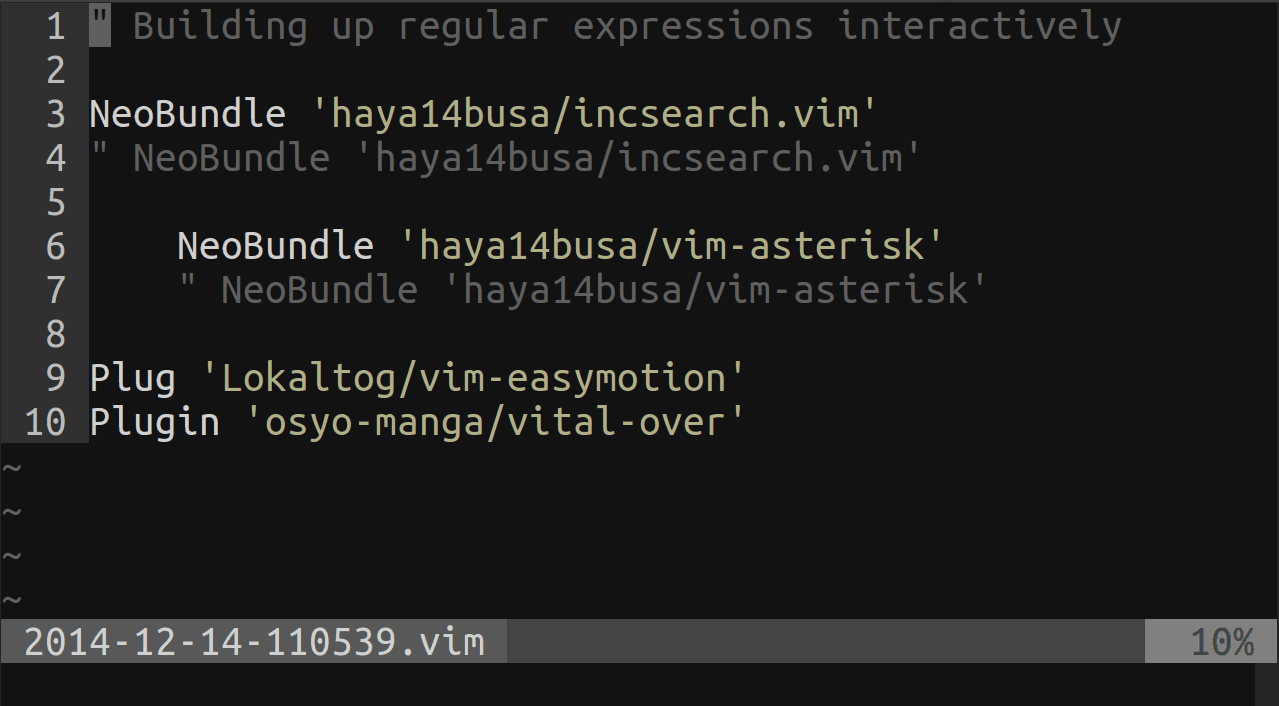 1 " Building up regular expressions interactively
2
3 NeoBundle 'haya14busa/incsearch.vim'
4 " NeoBundle 'haya14busa/incsearch.vim'
5
6     NeoBundle 'haya14busa/vim-asterisk'
7     " NeoBundle 'haya14busa/vim-asterisk'
8
9 Plug 'Lokaltog/vim-easymotion'
10 Plugin 'osyo-manga/vital-over'
~
~
~
~
2014-12-14-110539.vim 10%